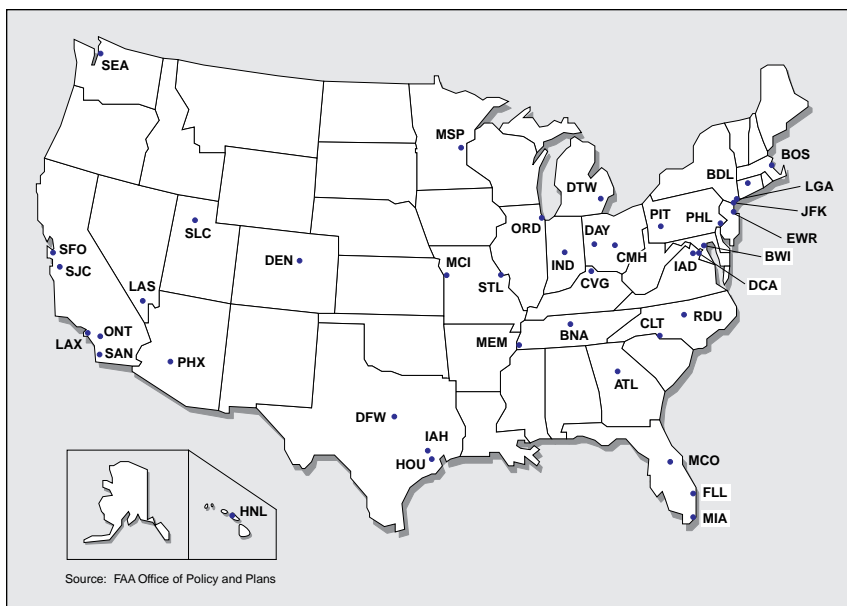 SEA
MSP
BOS
BDL
DTW
LGA
ORD
PIT
PHL
JFK
SLC
DAY
EWR
SFO
DEN
MCI
IND
CMH
IAD
BWI
SJC
LAS
STL
CVG
DCA
ONT
MEM
BNA
CLT
RDU
LAX
SAN
PHX
ATL
DFW
IAH
HOU
MCO
FLL
HNL
MIA
Source: FAA Office of Policy and Plans